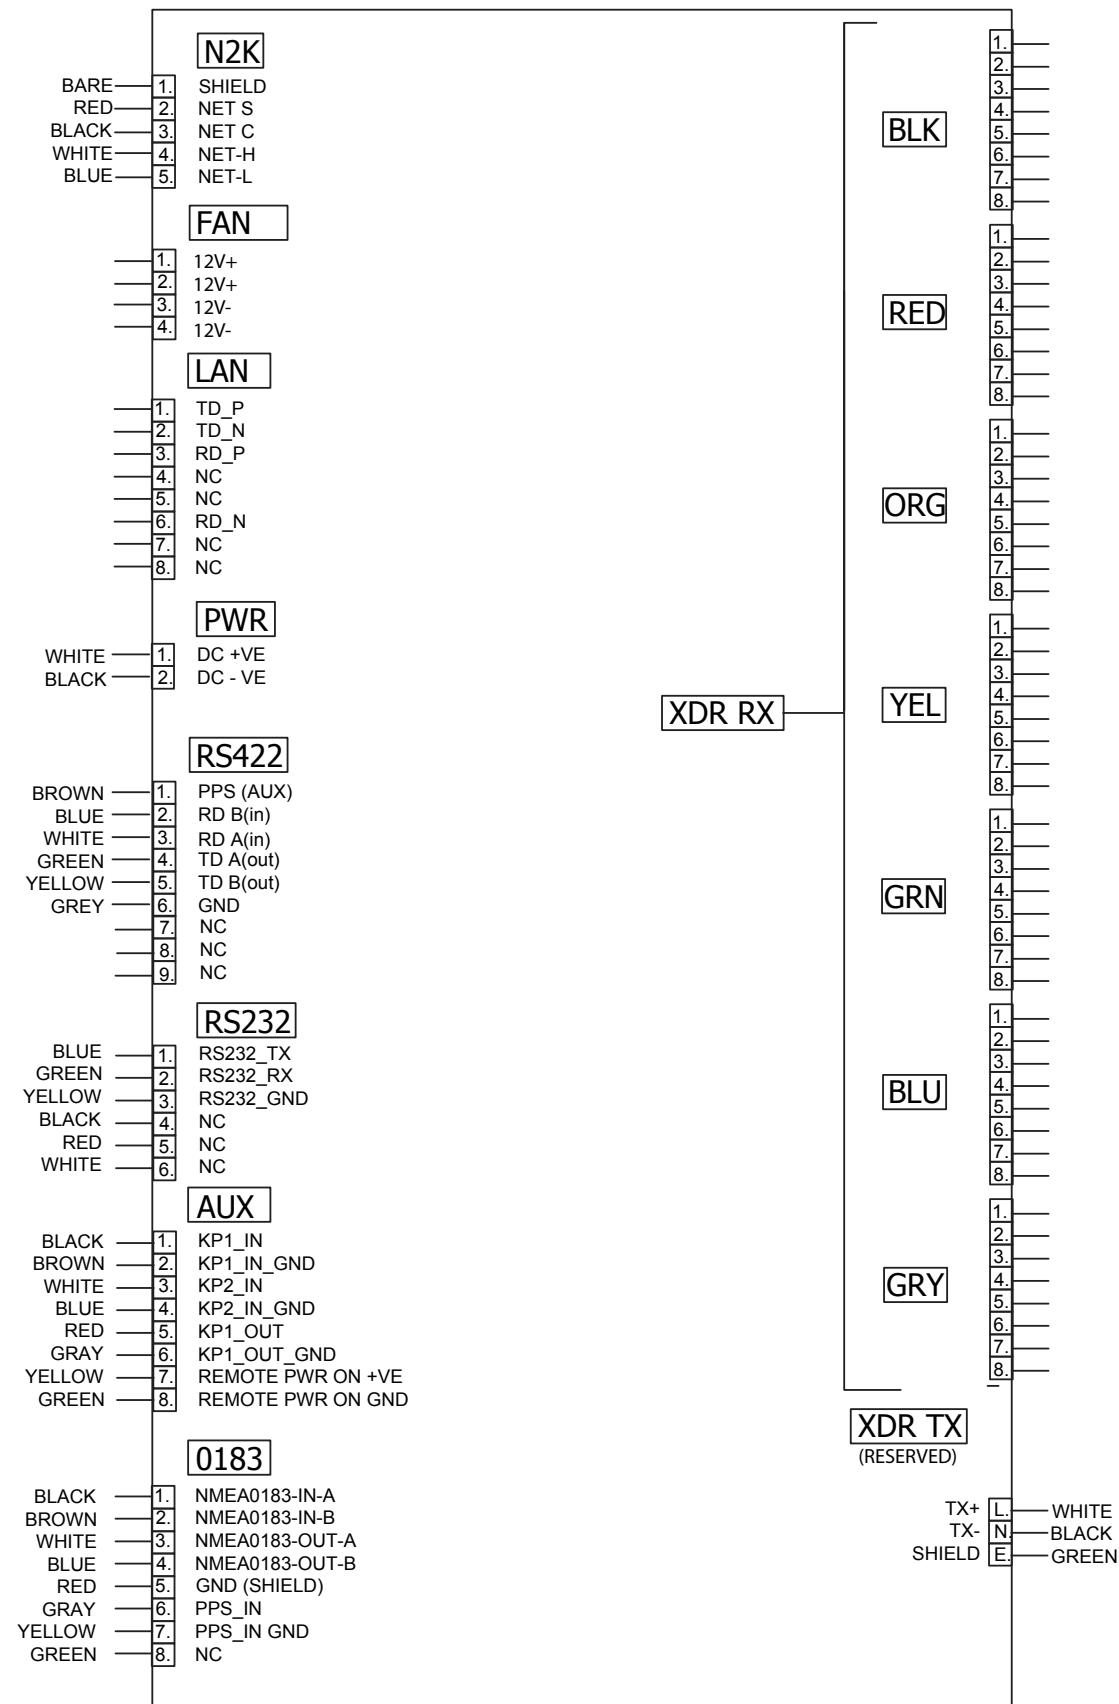 N2K
BARE 1. SHIELD
RED 2. NET S
BLACK 3. NET C
WHITE 4. NET-H
BLUE 5. NET-L
FAN
1. 12V+
2. 12V+
3. 12V-
4. 12V-
LAN
1. TD_P
2. TD_N
3. RD_P
4. NC
5. NC
6. RD_N
7. NC
8. NC
PWR
WHITE 1. DC +VE
BLACK 2. DC - VE
RS422
BROWN 1. PPS (AUX)
BLUE 2. RD B(in)
WHITE 3. RD A(in)
GREEN 4. TD A(out)
YELLOW 5. TD B(out)
GREY 6. GND
7. NC
8. NC
9. NC
RS232
BLUE 1. RS232_TX
GREEN 2. RS232_RX
YELLOW 3. RS232_GND
BLACK 4. NC
RED 5. NC
WHITE 6. NC
AUX
BLACK 1. KP1_IN
BROWN 2. KP1_IN_GND
WHITE 3. KP2_IN
BLUE 4. KP2_IN_GND
RED 5. KP1_OUT
GRAY 6. KP1_OUT_GND
YELLOW 7. REMOTE PWR ON +VE
GREEN 8. REMOTE PWR ON GND
0183
BLACK 1. NMEA0183-IN-A
BROWN 2. NMEA0183-IN-B
WHITE 3. NMEA0183-OUT-A
BLUE 4. NMEA0183-OUT-B
RED 5. GND (SHIELD)
GRAY 6. PPS_IN
YELLOW 7. PPS_IN GND
GREEN 8. NC
XDR RX
BLK
1.
2.
3.
4.
5.
6.
7.
8.
RED
1.
2.
3.
4.
5.
6.
7.
8.
ORG
1.
2.
3.
4.
5.
6.
7.
8.
YEL
1.
2.
3.
4.
5.
6.
7.
8.
GRN
1.
2.
3.
4.
5.
6.
7.
8.
BLU
1.
2.
3.
4.
5.
6.
7.
8.
GRY
1.
2.
3.
4.
5.
6.
7.
8.
XDR TX
(RESERVED)
TX+ L. WHITE
TX- N. BLACK
SHIELD E. GREEN